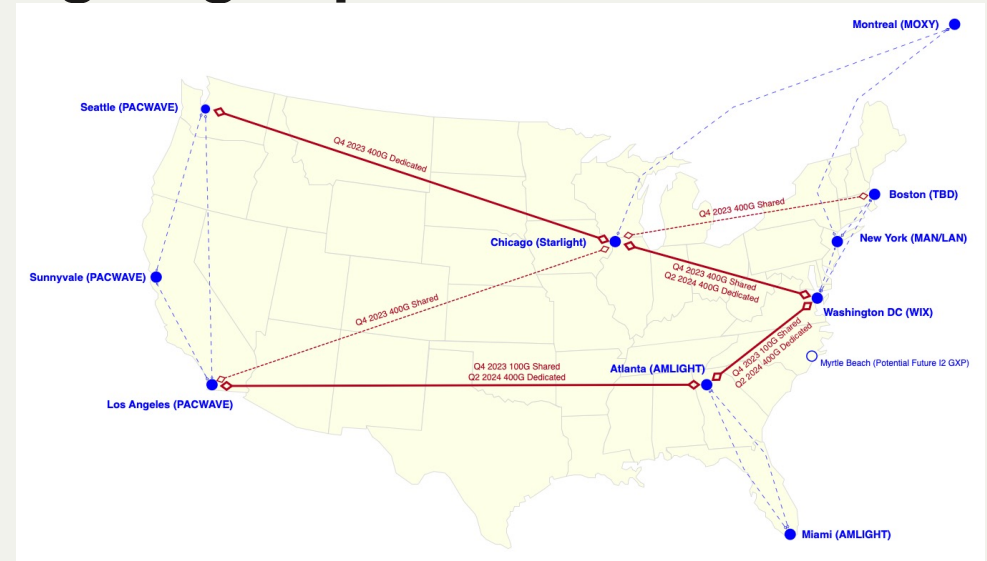 Montreal (MOXY)
Seattle (PACWAVE)
Q4 2023 400G Dedicated
Boston (TBD)
Q4 2023 400G Shared
Chicago (Starlight)
New York (MAN/LAN)
Sunnyvale (PACWAVE)
Q4 2023 400G Shared
Q2 2024 400G Dedicated
Q4 2023 400G Shared
Washington DC (WIX)
Q4 2023 100G Shared
Q2 2024 400G Dedicated
Myrtle Beach (Potential Future I2 GXP)
Q4 2023 100G Shared
Q2 2024 400G Dedicated
Atlanta (AMLIGHT)
Los Angeles (PACWAVE)
Miami (AMLIGHT)